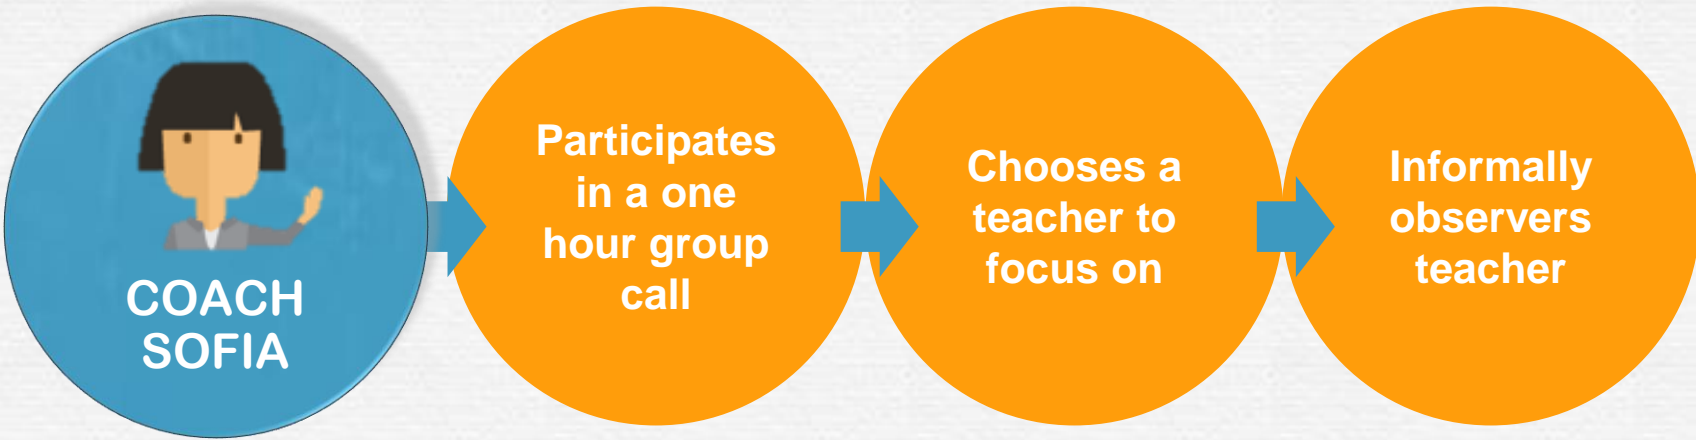 COACH
SOFIA
Participates
in a one
hour group
call
Chooses a
teacher to
focus on
Informally
observers
teacher